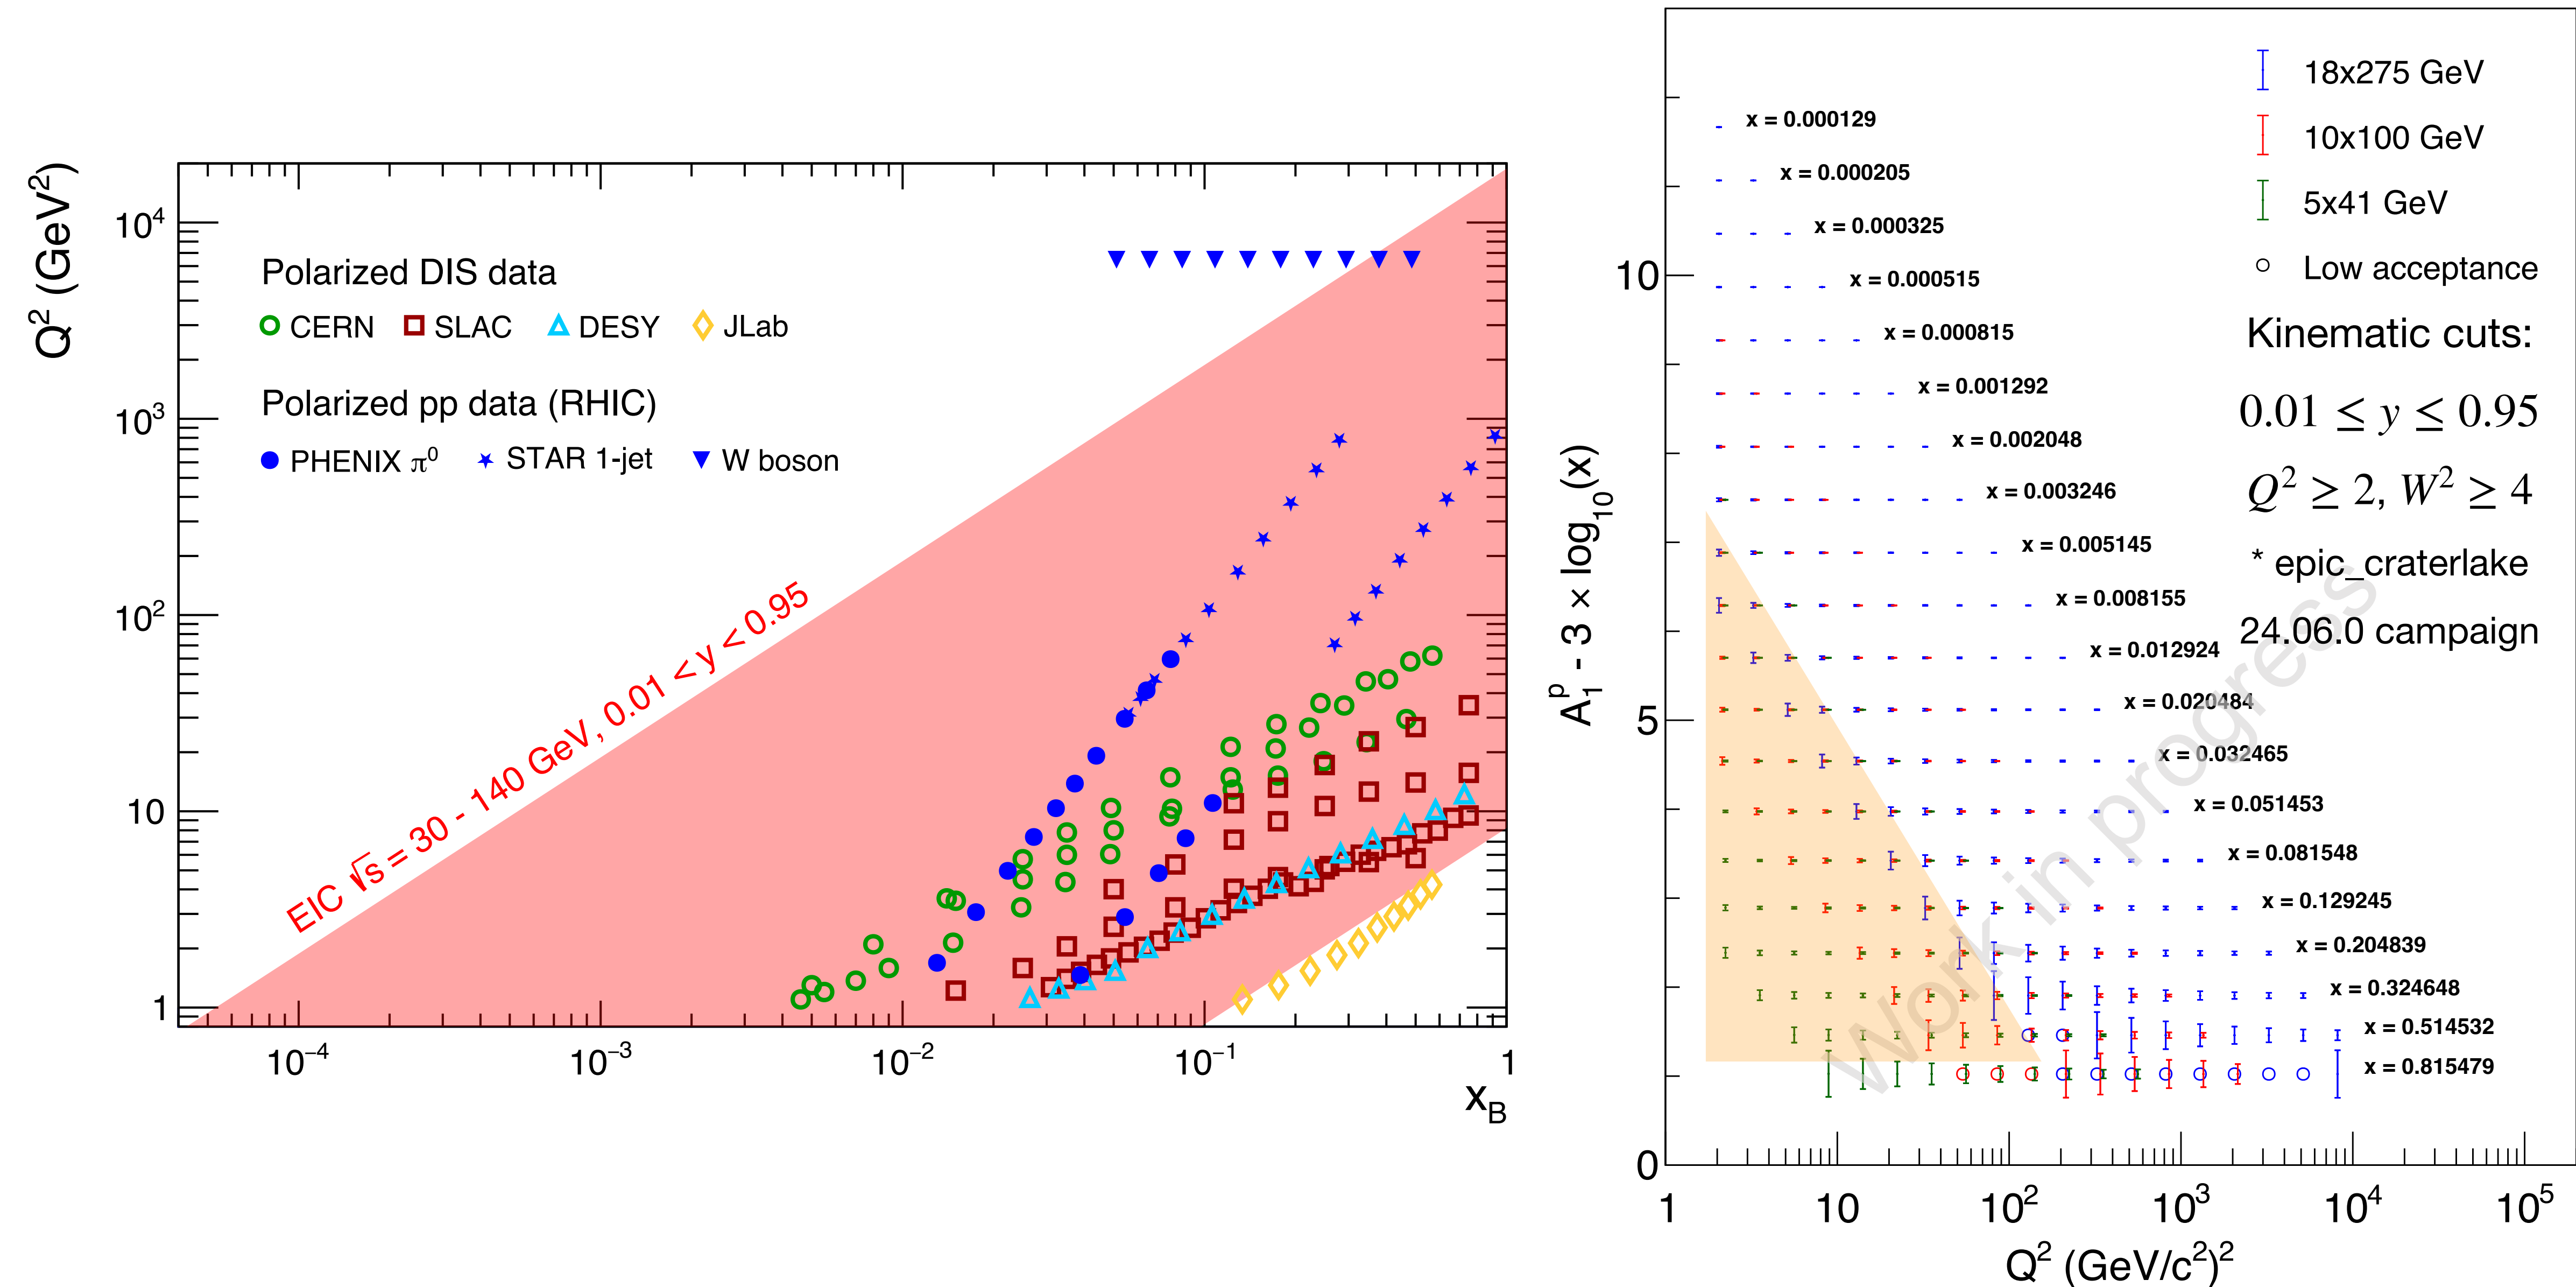 Q² (GeV²)
10⁴
10³
10²
10
1
Polarized DIS data
CERN SLAC DESY JLab
Polarized pp data (RHIC)
PHENIX π⁰ STAR 1-jet W boson
EIC √s = 30 - 140 GeV, 0.01 < y < 0.95
10⁻⁴ 10⁻³ 10⁻² 10⁻¹ 1
x_B
A₁ᵖ - 3 × log₁₀(x)
10
5
0
18x275 GeV
10x100 GeV
5x41 GeV
Low acceptance
Kinematic cuts:
0.01 ≤ y ≤ 0.95
Q² ≥ 2, W² ≥ 4
* epic_craterlake
24.06.0 campaign
x = 0.000129
x = 0.000205
x = 0.000325
x = 0.000515
x = 0.000815
x = 0.001292
x = 0.002048
x = 0.003246
x = 0.005145
x = 0.008155
x = 0.012924
x = 0.020484
x = 0.032465
x = 0.051453
x = 0.081548
x = 0.129245
x = 0.204839
x = 0.324648
x = 0.514532
x = 0.815479
Work in progress
1 10 10² 10³ 10⁴ 10⁵
Q² (GeV/c²)²